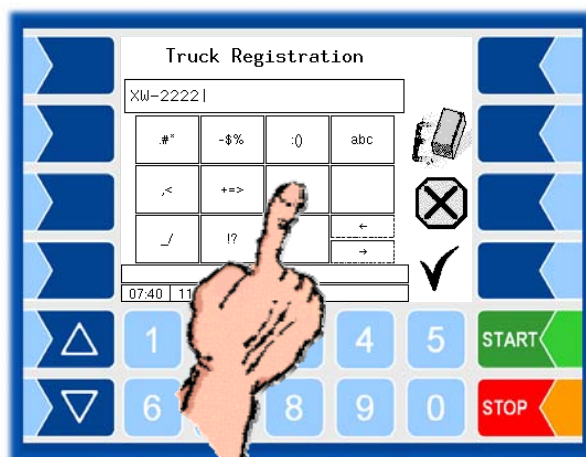 Truck Registration
XW-2222|
.#* -$% :() abc
,< +=>
_/ !? ←
→
07:40 11
1 4 5 START
6 8 9 0 STOP